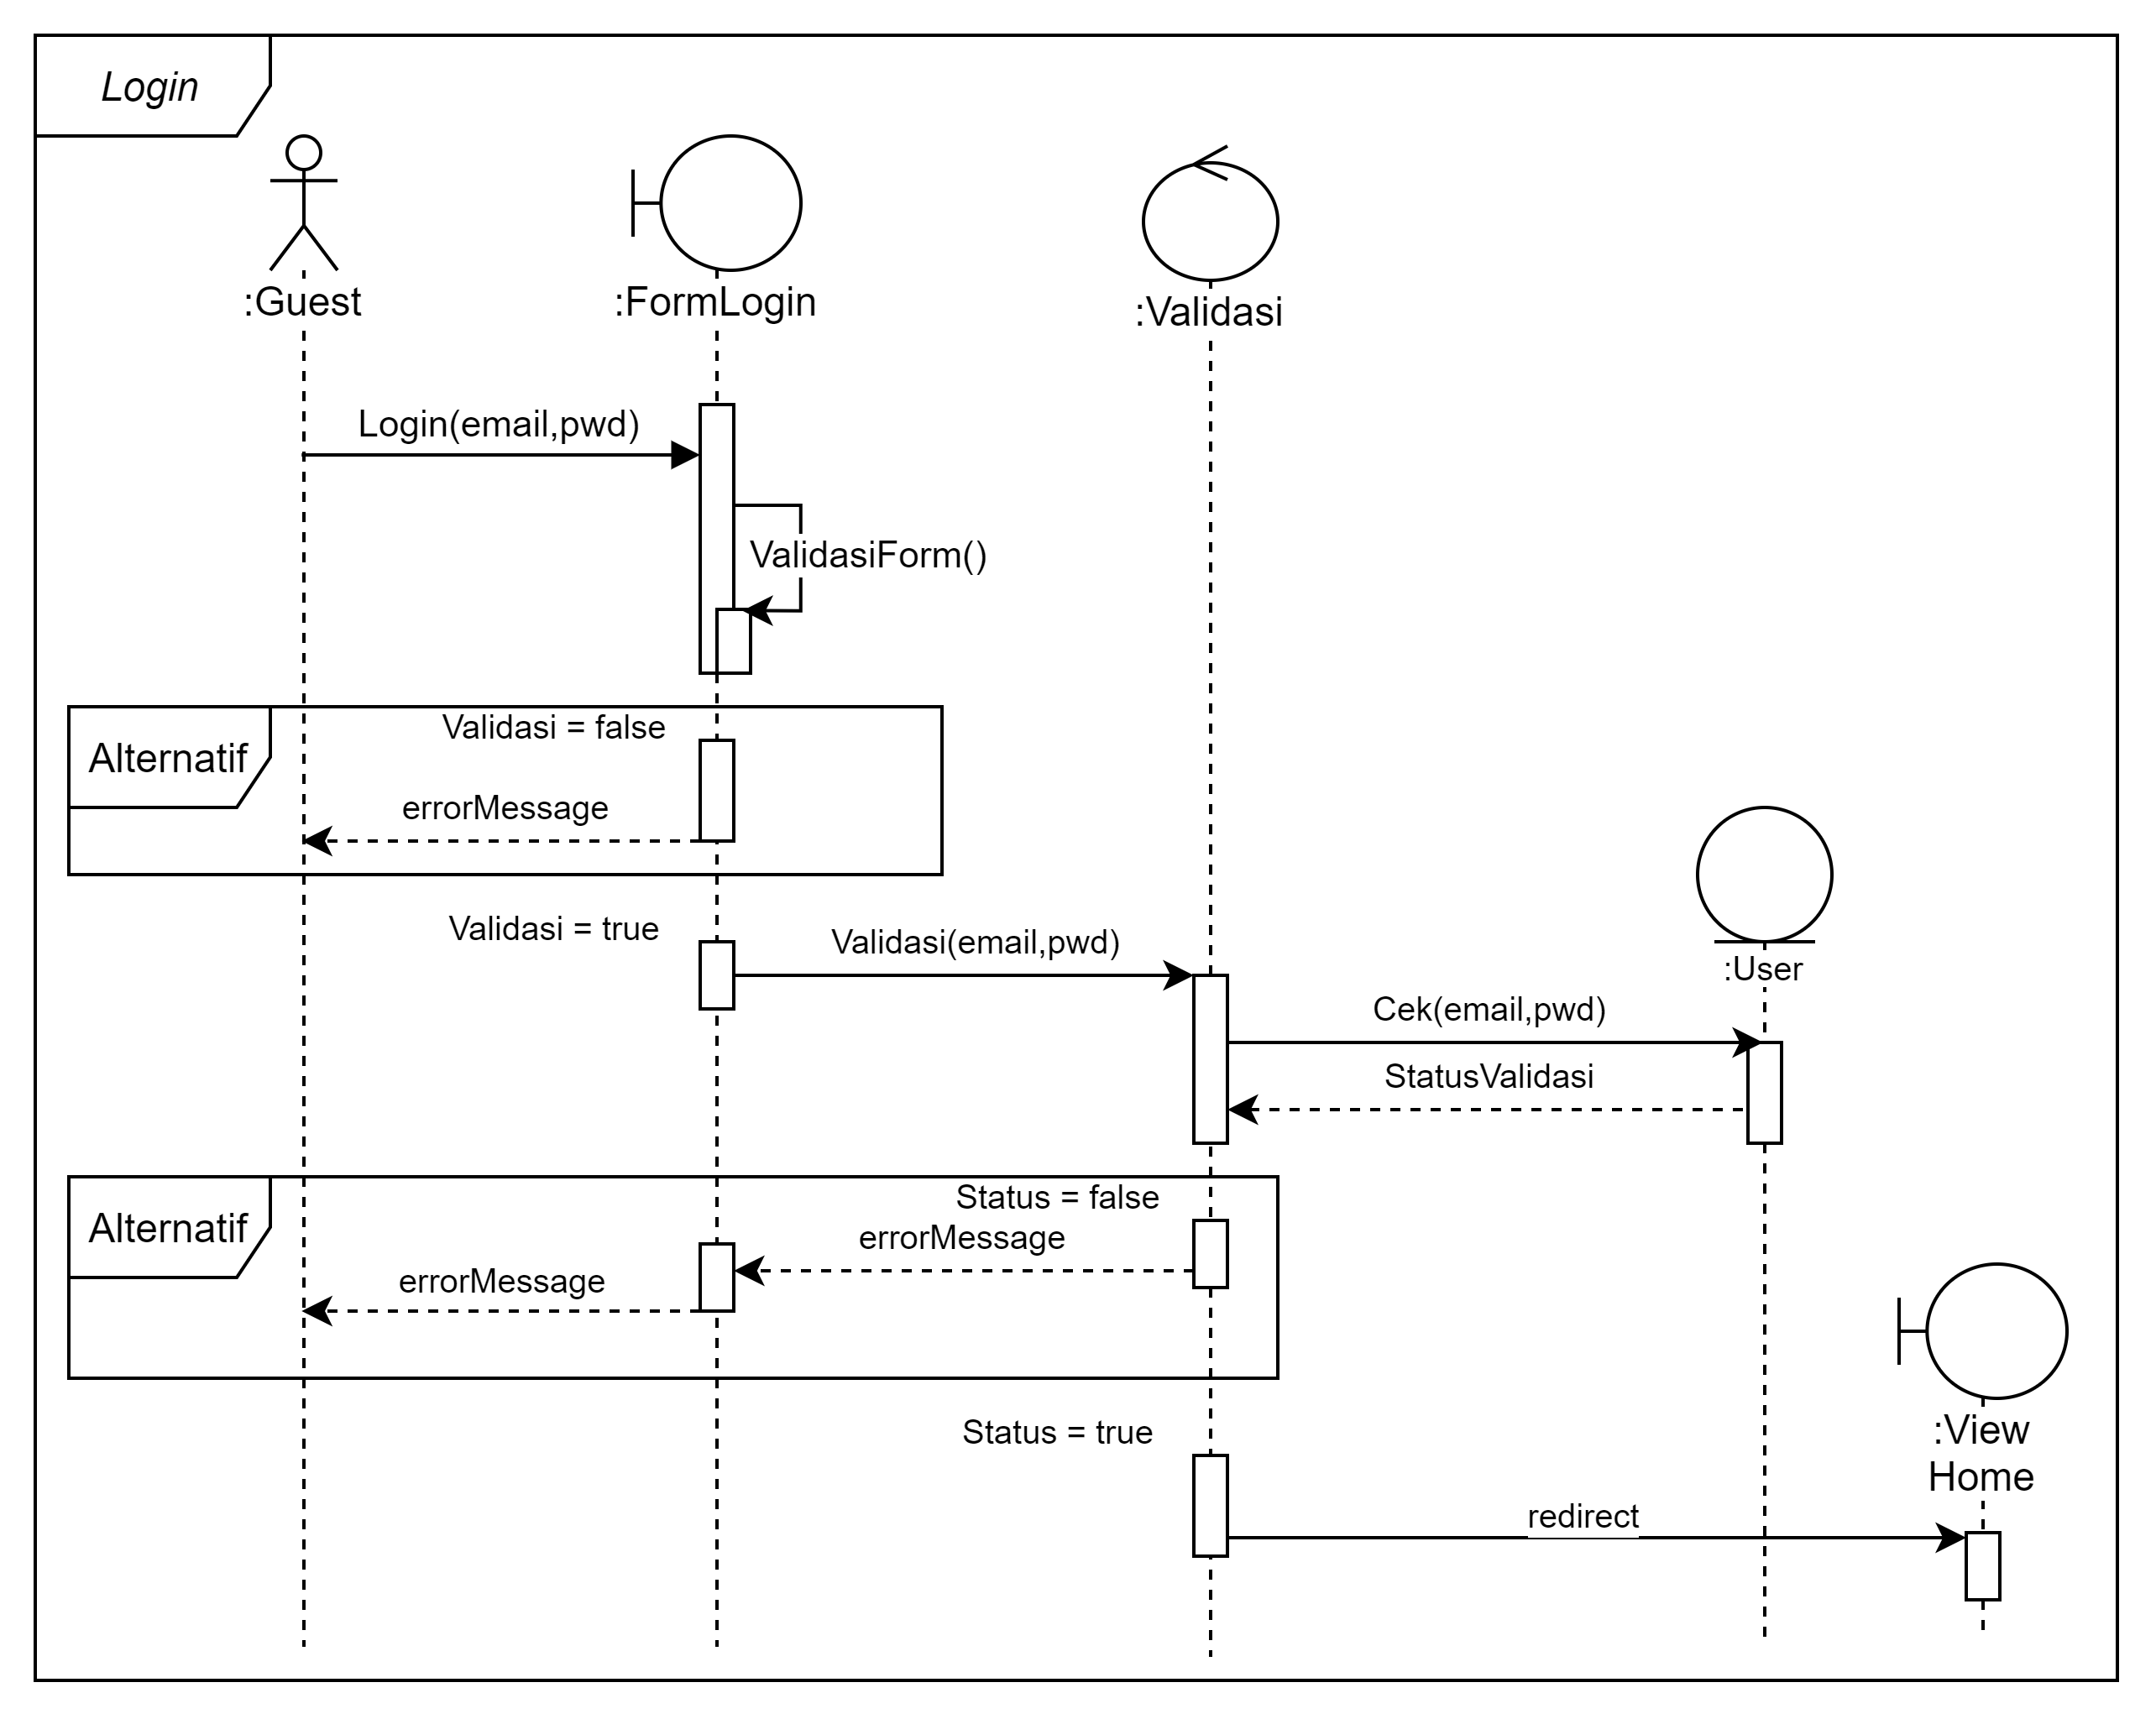 Login
:Guest
:FormLogin
:Validasi
Login(email,pwd)
ValidasiForm()
Alternatif
Validasi = false
errorMessage
Validasi = true
Validasi(email,pwd)
:User
Cek(email,pwd)
StatusValidasi
Alternatif
Status = false
errorMessage
errorMessage
Status = true
:View
Home
redirect